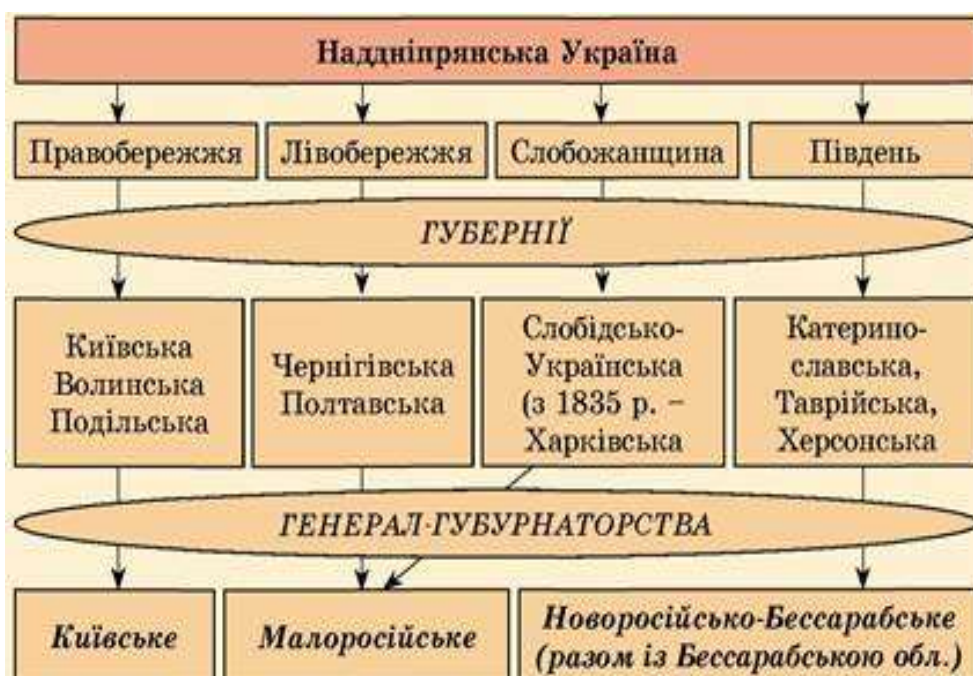 Наддніпрянська Україна
Правобережжя
Лівобережжя
Слобожанщина
Південь
ГУБЕРНІЇ
Київська
Волинська
Подільська
Чернігівська
Полтавська
Слобідсько-
Українська
(з 1835 р. –
Харківська
Катерино-
славська,
Таврійська,
Херсонська
ГЕНЕРАЛ-ГУБУРНАТОРСТВА
Київське
Малоросійське
Новоросійсько-Бессарабське
(разом із Бессарабською обл.)